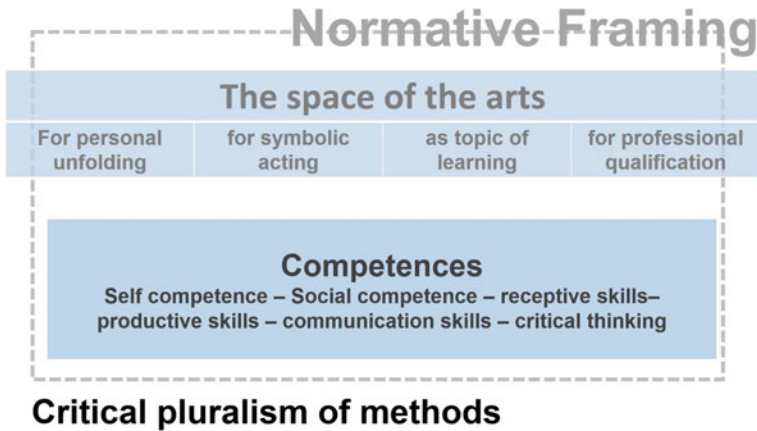 Normative Framing
The space of the arts
For personal unfolding
for symbolic acting
as topic of learning
for professional qualification
Competences
Self competence – Social competence – receptive skills–
productive skills – communication skills – critical thinking
Critical pluralism of methods